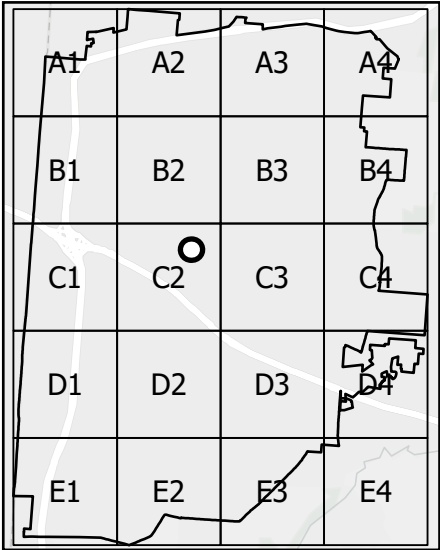 A1 A2 A3 A4
B1 B2 B3 B4
C1 C2 C3 C4
D1 D2 D3 D4
E1 E2 E3 E4